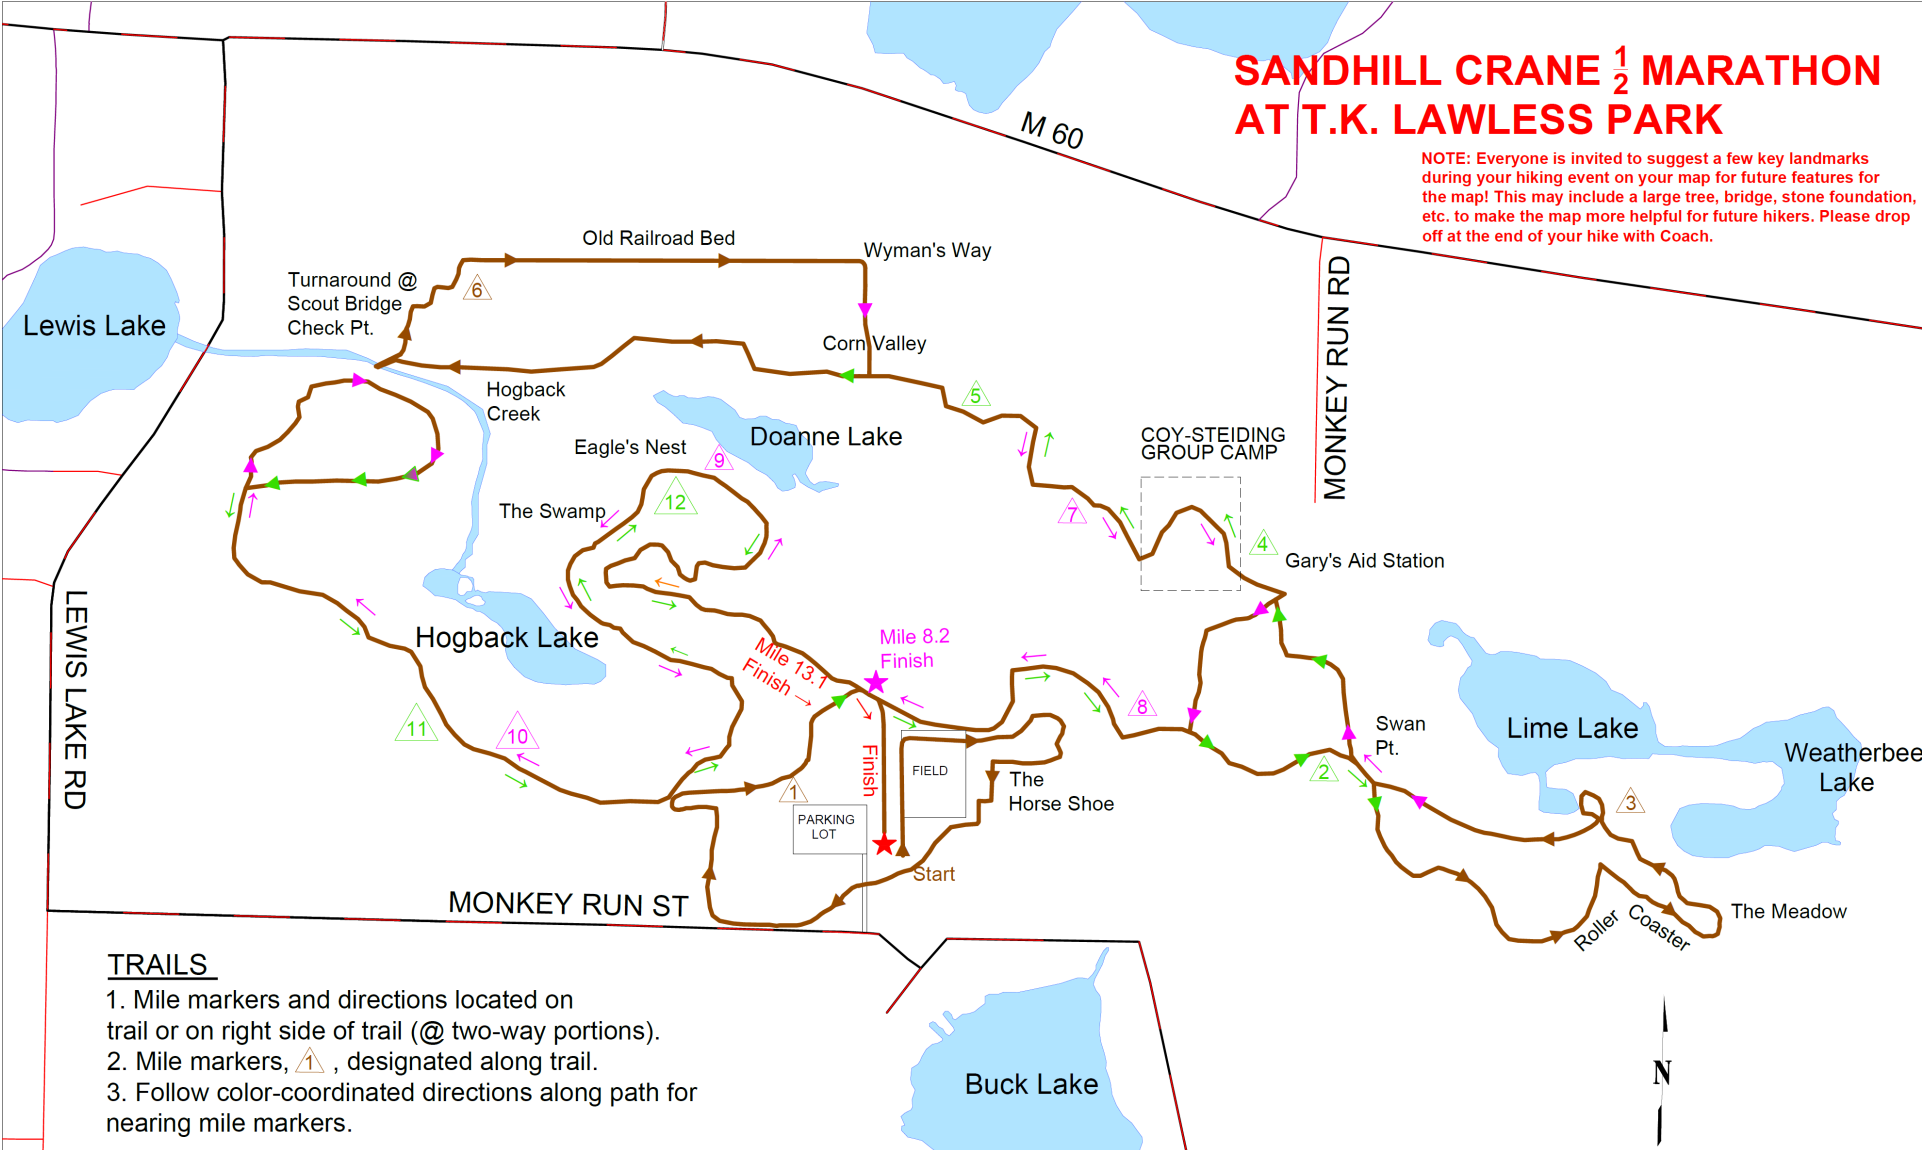 SANDHILL CRANE 1/2 MARATHON
AT T.K. LAWLESS PARK
NOTE: Everyone is invited to suggest a few key landmarks
during your hiking event on your map for future features for
the map! This may include a large tree, bridge, stone foundation,
etc. to make the map more helpful for future hikers. Please drop
off at the end of your hike with Coach.
M 60
MONKEY RUN RD
Old Railroad Bed
Wyman's Way
Turnaround @
Scout Bridge
Check Pt.
6
Lewis Lake
Corn Valley
Hogback
Creek
5
Doanne Lake
Eagle's Nest
9
COY-STEIDING
GROUP CAMP
The Swamp
12
7
4
Gary's Aid Station
LEWIS LAKE RD
Hogback Lake
Mile 8.2
Finish
Mile 13.1
Finish
8
11
10
Swan
Pt.
Lime Lake
Weatherbee
Lake
Finish
FIELD
2
The
Horse Shoe
1
3
PARKING
LOT
Start
MONKEY RUN ST
Roller Coaster
The Meadow
TRAILS
1. Mile markers and directions located on
trail or on right side of trail (@ two-way portions).
2. Mile markers, 1 , designated along trail.
3. Follow color-coordinated directions along path for
nearing mile markers.
Buck Lake
N